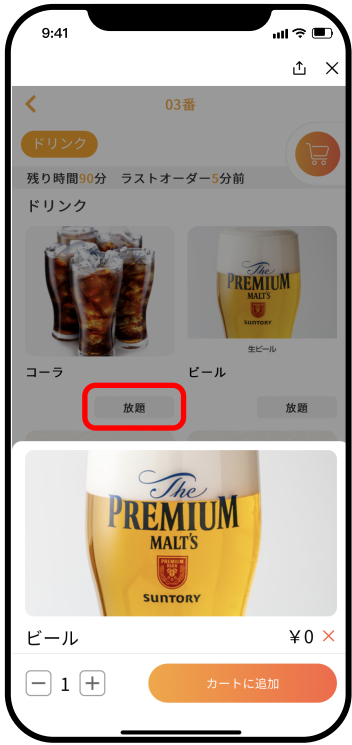 9:41
03番
ドリンク
残り時間90分 ラストオーダー5分前
ドリンク
The
PREMIUM
MALT'S
SUNTORY
生ビール
コーラ
ビール
放題
放題
The
PREMIUM
MALT'S
PREMIUM
BEER
SUNTORY
ビール
¥0 ×
1
カートに追加